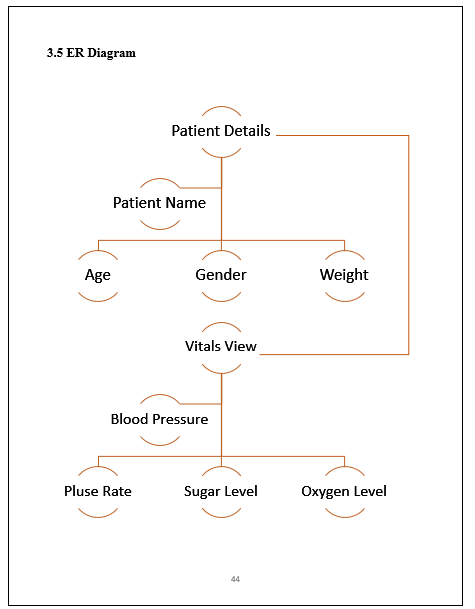 3.5 ER Diagram
Patient Details
Patient Name
Age Gender Weight
Vitals View
Blood Pressure
Pluse Rate Sugar Level Oxygen Level
44